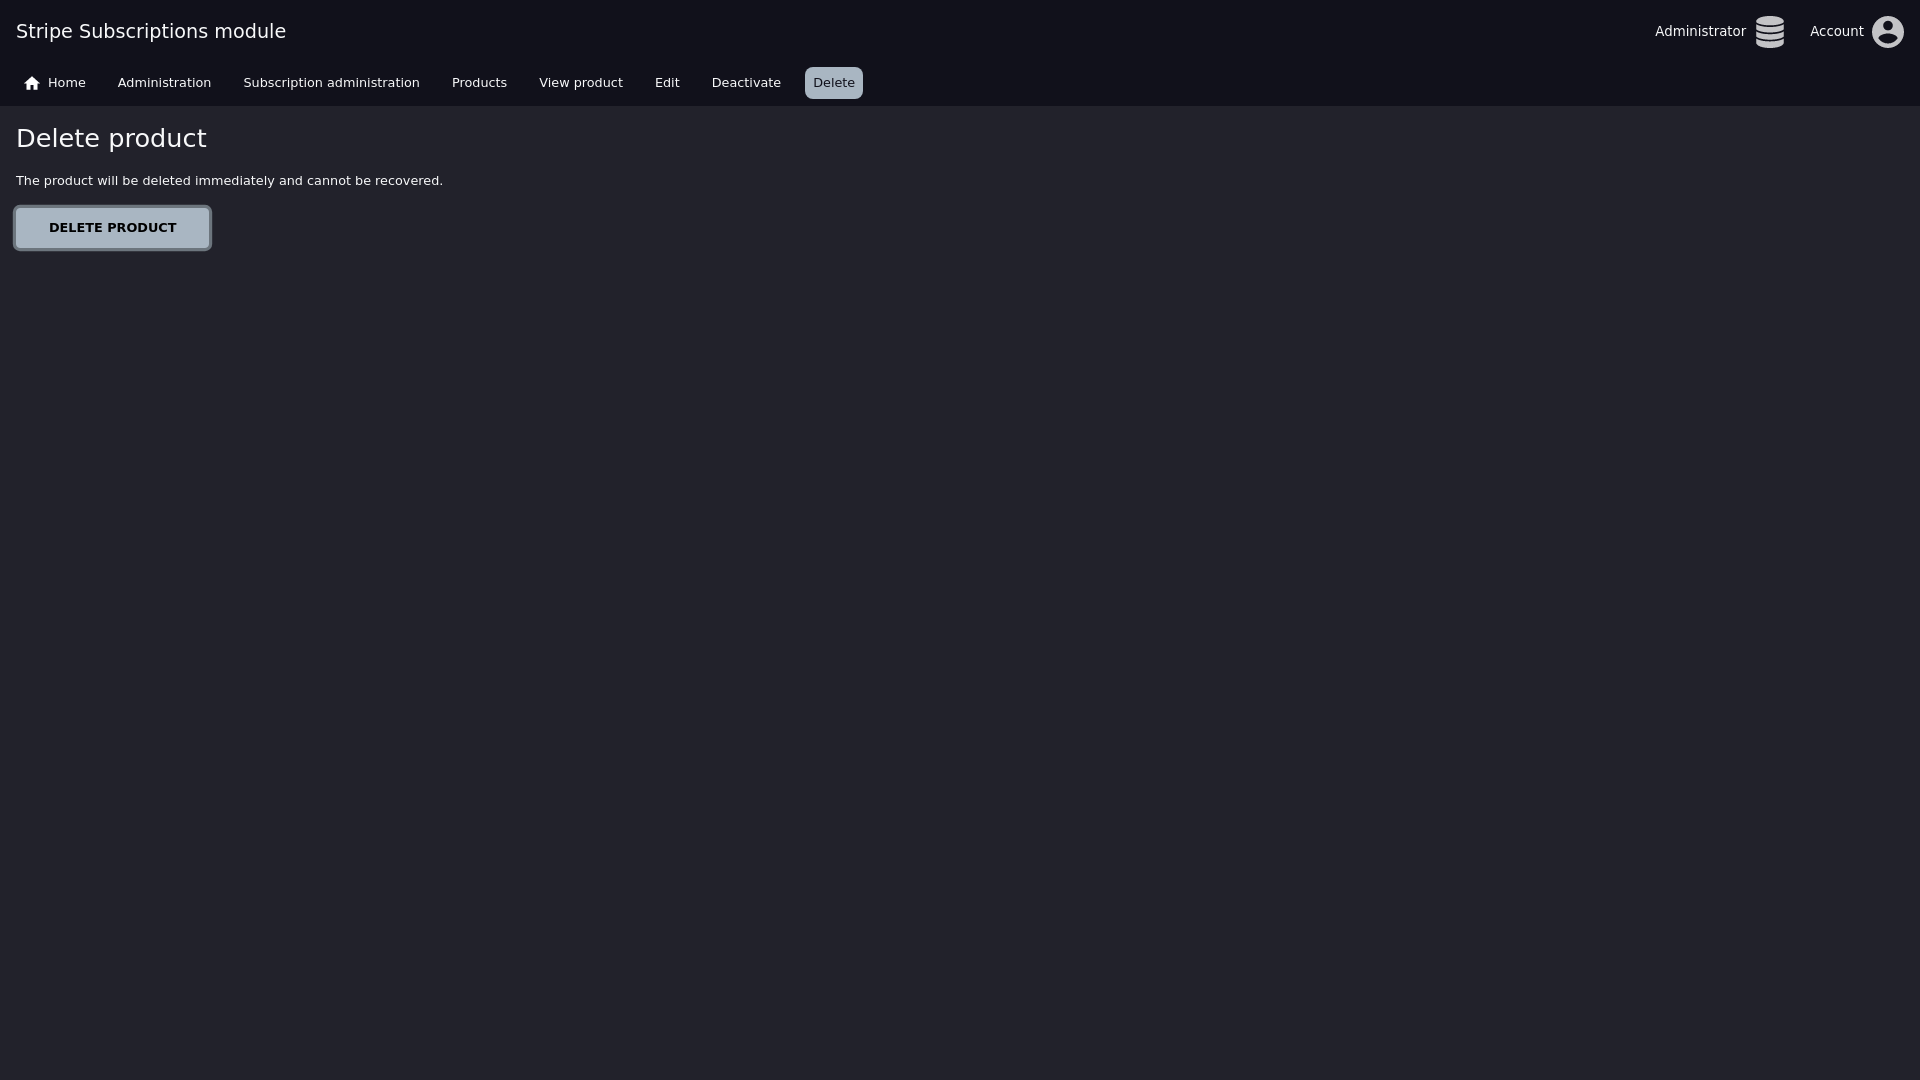 Stripe Subscriptions module
Administrator
Account
Home Administration Subscription administration Products View product Edit Deactivate Delete
Delete product
The product will be deleted immediately and cannot be recovered.
DELETE PRODUCT